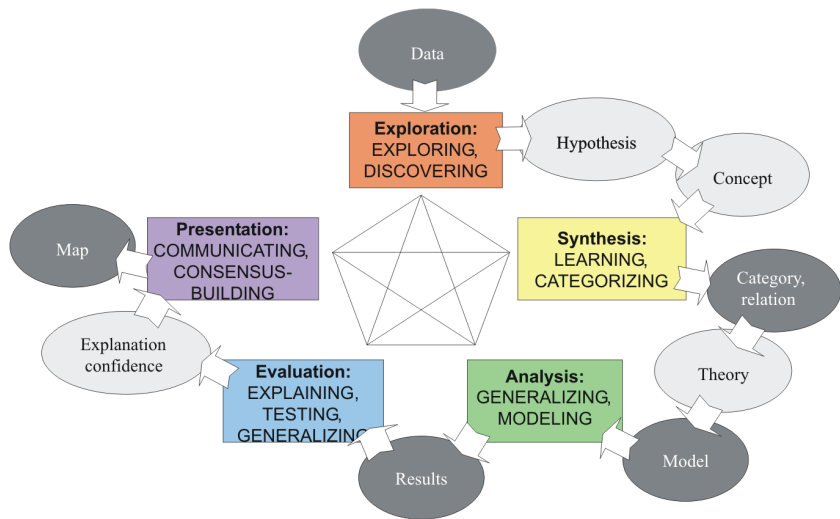 Data
Exploration:
EXPLORING,
DISCOVERING
Hypothesis
Concept
Synthesis:
LEARNING,
CATEGORIZING
Category,
relation
Theory
Model
Analysis:
GENERALIZING,
MODELING
Results
Evaluation:
EXPLAINING,
TESTING,
GENERALIZING
Explanation
confidence
Presentation:
COMMUNICATING,
CONSENSUS-
BUILDING
Map